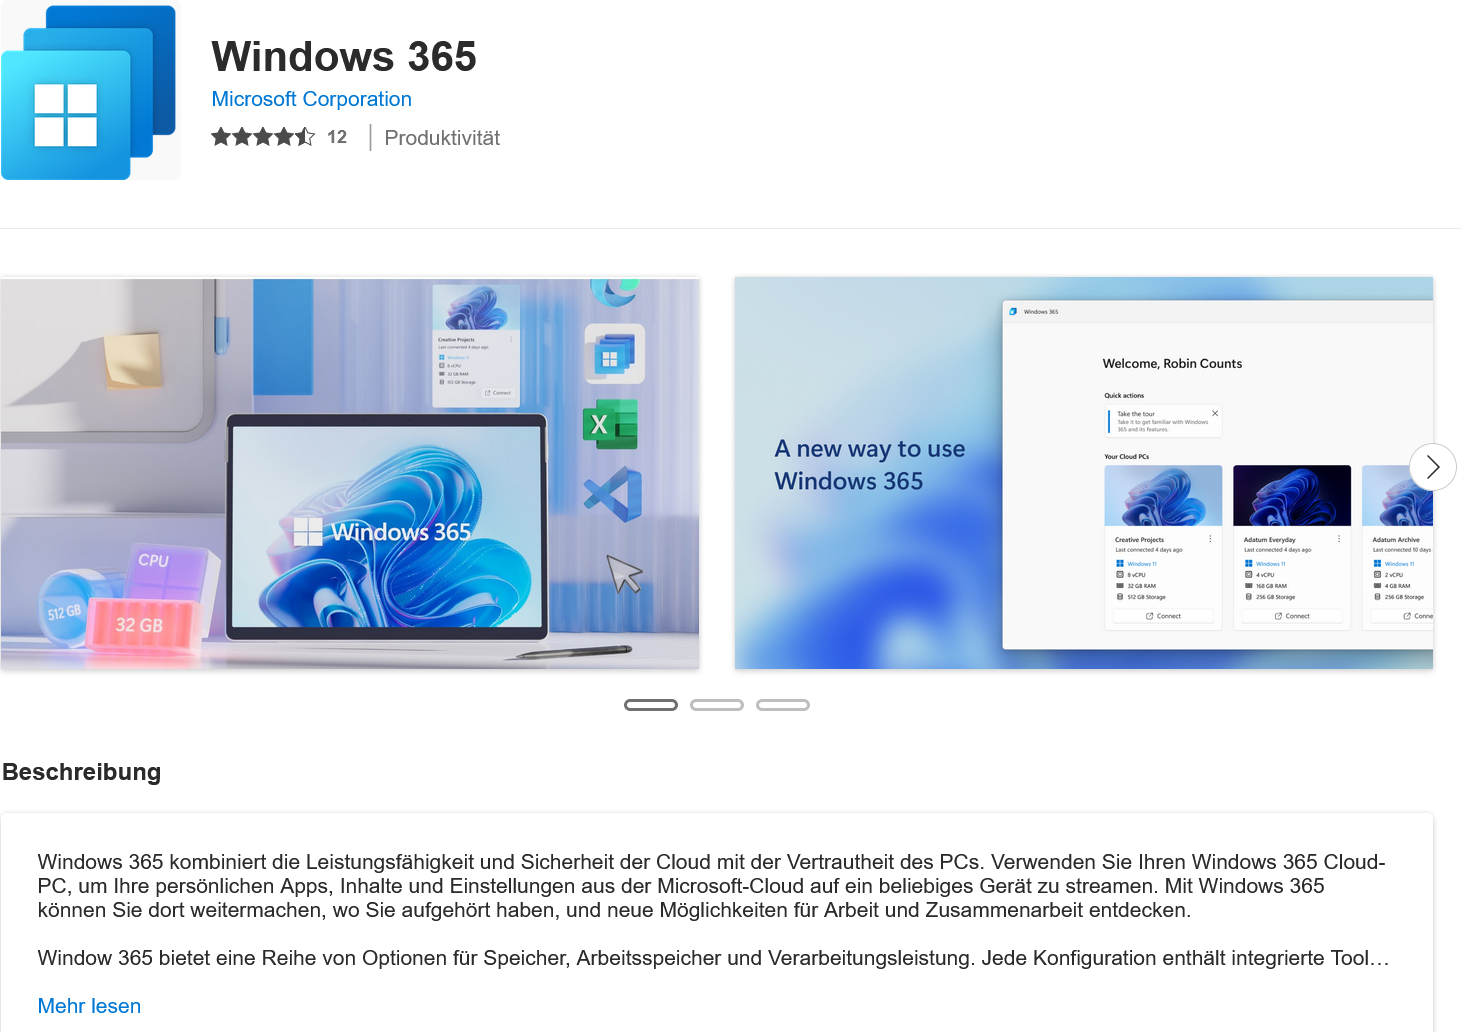 Windows 365
Microsoft Corporation
12
Produktivität
Creative Projects
Last connected 4 days ago
Windows 11
8 vCPU
32 GB RAM
512 GB Storage
Connect
X
Windows 365
CPU
512 GB
32 GB
A new way to use
Windows 365
Windows 365
Welcome, Robin Counts
Quick actions
Take the tour
Take it to get familiar with Windows
365 and its features.
Your Cloud PCs
Creative Projects
Last connected 4 days ago
Windows 11
8 vCPU
32 GB RAM
512 GB Storage
Connect
Adatum Everyday
Last connected 4 days ago
Windows 11
4 vCPU
168 GB RAM
256 GB Storage
Connect
Adatum Archive
Last connected 10 days
Windows 11
2 vCPU
4 GB RAM
256 GB Storage
Conne
Beschreibung
Windows 365 kombiniert die Leistungsfähigkeit und Sicherheit der Cloud mit der Vertrautheit des PCs. Verwenden Sie Ihren Windows 365 Cloud-
PC, um Ihre persönlichen Apps, Inhalte und Einstellungen aus der Microsoft-Cloud auf ein beliebiges Gerät zu streamen. Mit Windows 365
können Sie dort weitermachen, wo Sie aufgehört haben, und neue Möglichkeiten für Arbeit und Zusammenarbeit entdecken.
Window 365 bietet eine Reihe von Optionen für Speicher, Arbeitsspeicher und Verarbeitungsleistung. Jede Konfiguration enthält integrierte Tool…
Mehr lesen